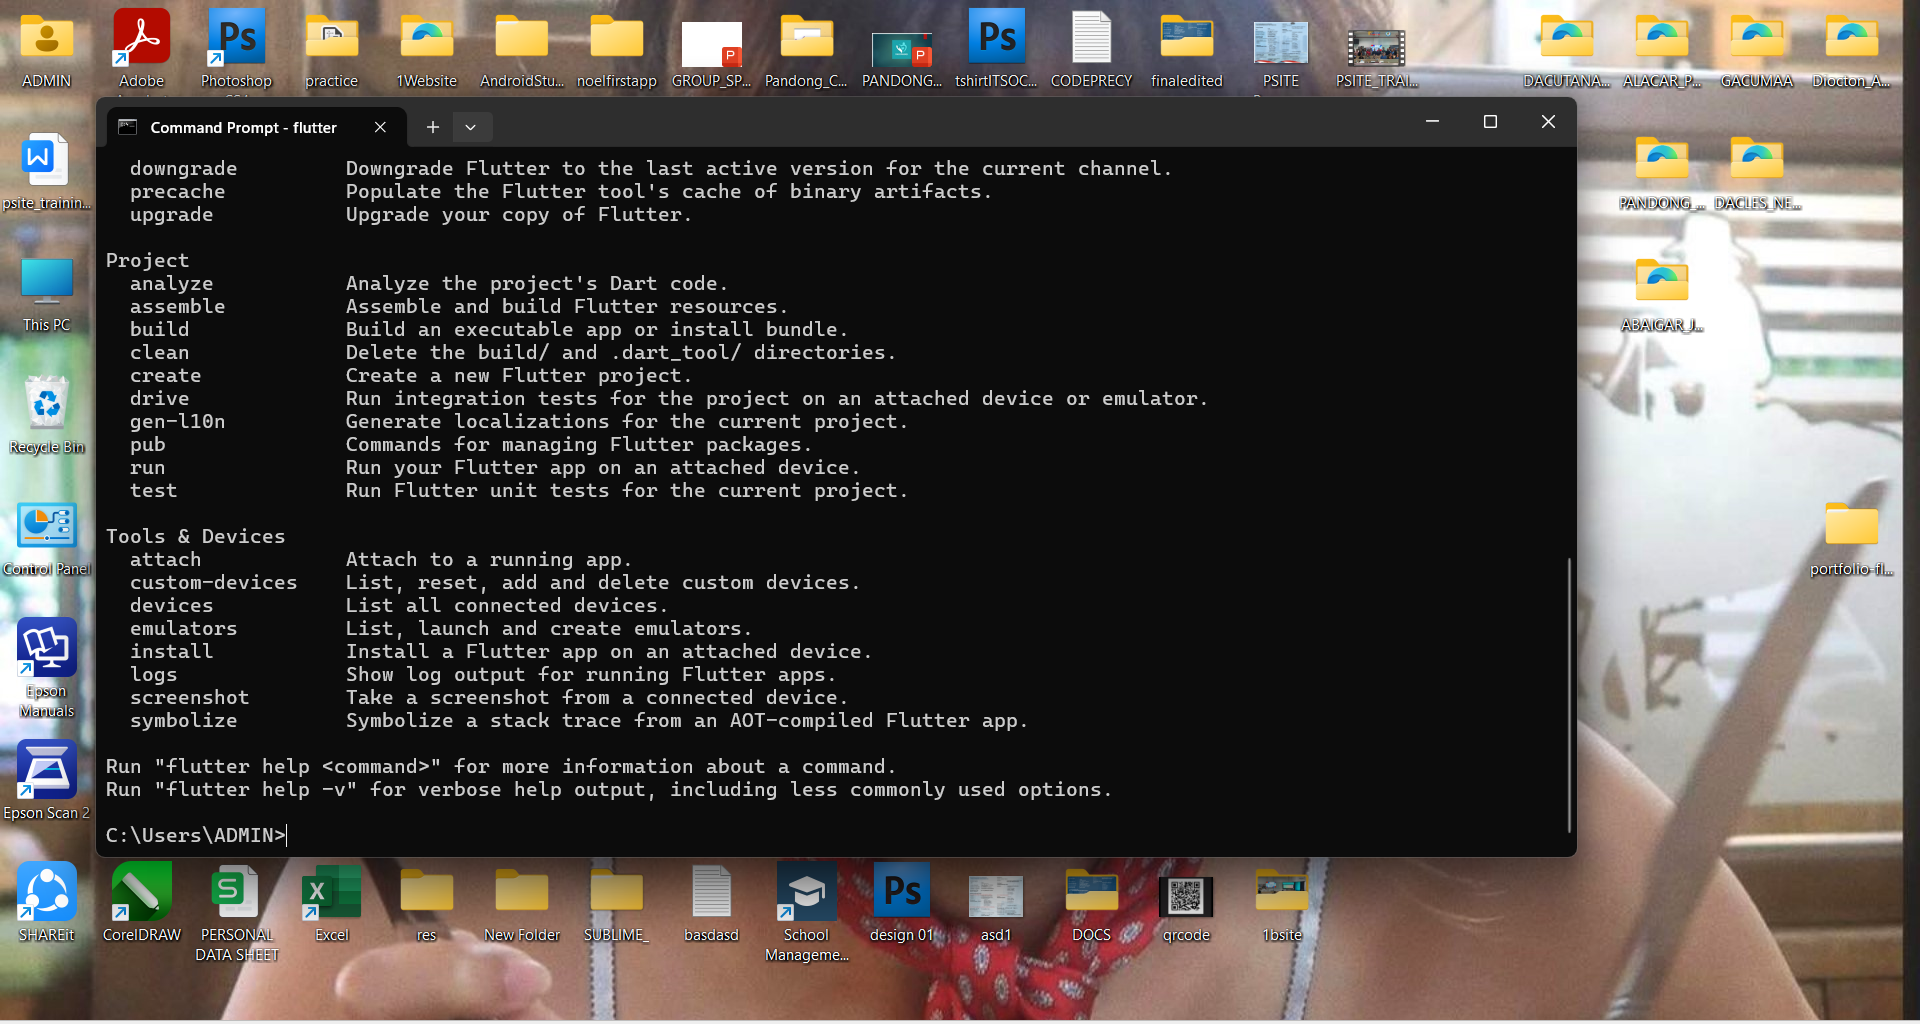 ADMIN
Adobe
Photoshop
practice
1Website
AndroidStu...
noelfirstapp
GROUP_SP...
Pandong_C...
PANDONG...
tshirtITSOC...
CODEPRECY
finaledited
PSITE
PSITE_TRAI...
DACUTANA...
ALACAR_P...
GACUMAA
Diocton_A...
Command Prompt - flutter
downgrade Downgrade Flutter to the last active version for the current channel.
precache Populate the Flutter tool's cache of binary artifacts.
upgrade Upgrade your copy of Flutter.
Project
analyze Analyze the project's Dart code.
assemble Assemble and build Flutter resources.
build Build an executable app or install bundle.
clean Delete the build/ and .dart_tool/ directories.
create Create a new Flutter project.
drive Run integration tests for the project on an attached device or emulator.
gen-l10n Generate localizations for the current project.
pub Commands for managing Flutter packages.
run Run your Flutter app on an attached device.
test Run Flutter unit tests for the current project.
Tools & Devices
attach Attach to a running app.
custom-devices List, reset, add and delete custom devices.
devices List all connected devices.
emulators List, launch and create emulators.
install Install a Flutter app on an attached device.
logs Show log output for running Flutter apps.
screenshot Take a screenshot from a connected device.
symbolize Symbolize a stack trace from an AOT-compiled Flutter app.
Run "flutter help <command>" for more information about a command.
Run "flutter help -v" for verbose help output, including less commonly used options.
C:\Users\ADMIN>
psite_trainin...
This PC
Recycle Bin
Control Panel
Epson
Manuals
Epson Scan 2
PANDONG_...
DACLES_NE...
ABAIGAR_J...
portfolio-fl...
SHAREit
CorelDRAW
PERSONAL
DATA SHEET
Excel
res
New Folder
SUBLIME_
basdasd
School
Manageme...
design 01
asd1
DOCS
qrcode
1bsite